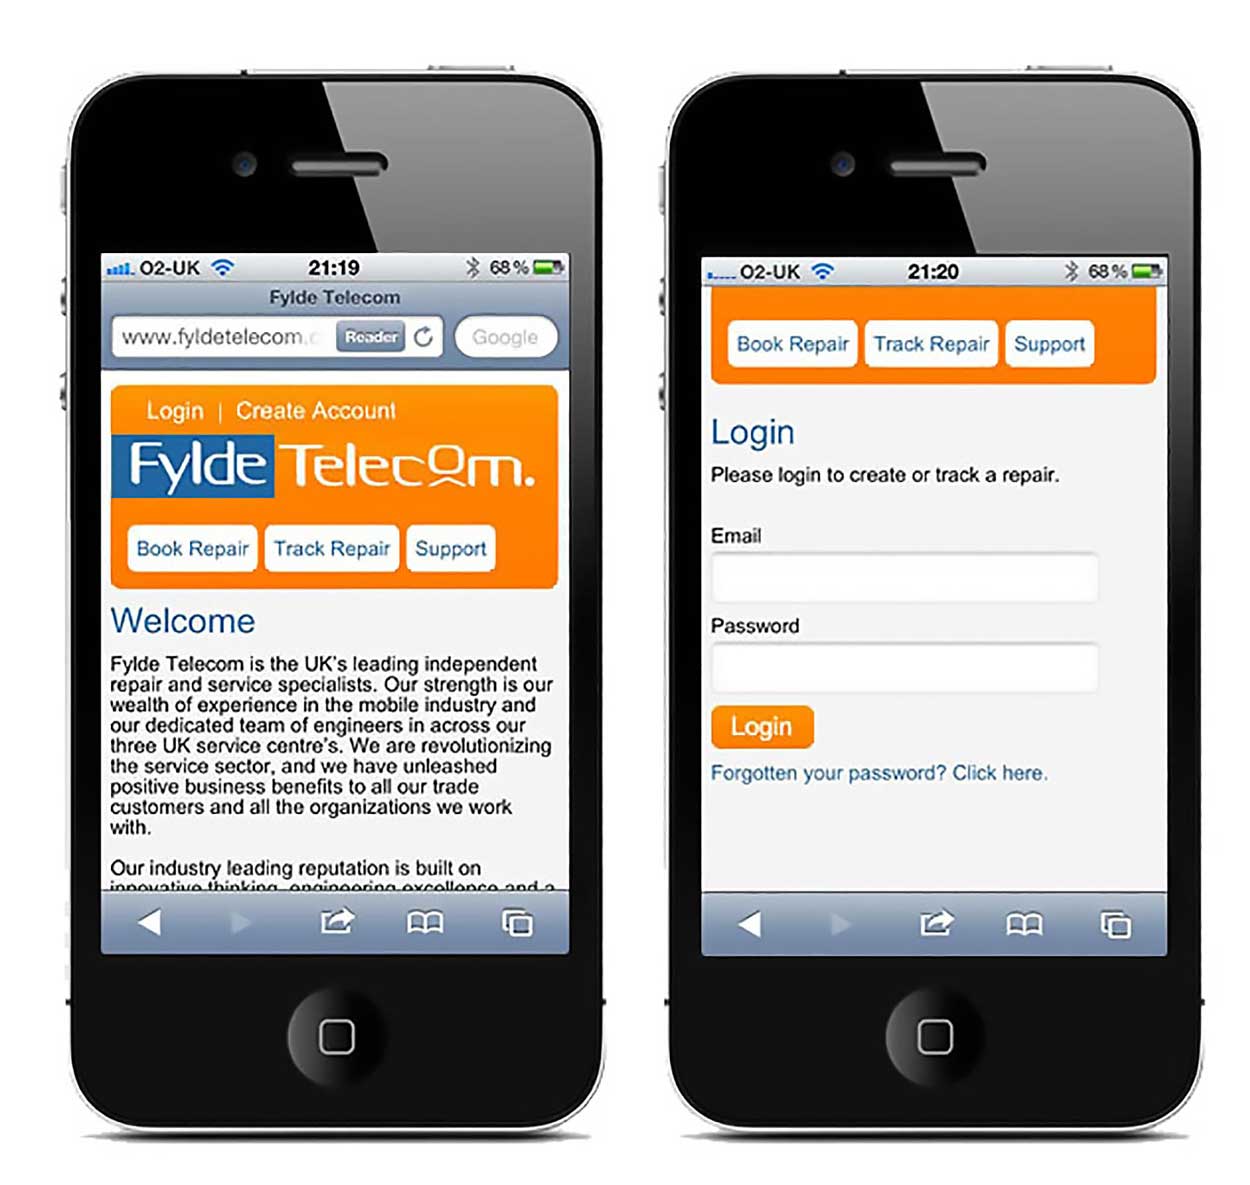 O2-UK 21:19 68%
Fylde Telecom
www.fyldetelecom. Reader Google
Login | Create Account
Fylde Telecom.
Book Repair Track Repair Support
Welcome
Fylde Telecom is the UK's leading independent
repair and service specialists. Our strength is our
wealth of experience in the mobile industry and
our dedicated team of engineers in across our
three UK service centre's. We are revolutionizing
the service sector, and we have unleashed
positive business benefits to all our trade
customers and all the organizations we work
with.
Our industry leading reputation is built on
innovative thinking, engineering excellence and a
O2-UK 21:20 68%
Book Repair Track Repair Support
Login
Please login to create or track a repair.
Email
Password
Login
Forgotten your password? Click here.